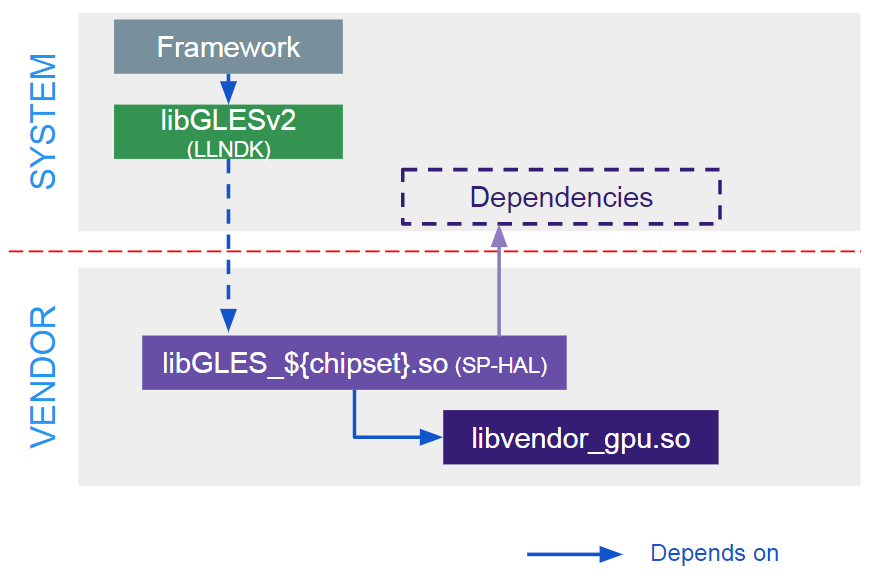 SYSTEM
Framework
libGLESv2
(LLNDK)
Dependencies
VENDOR
libGLES_${chipset}.so (SP-HAL)
libvendor_gpu.so
Depends on